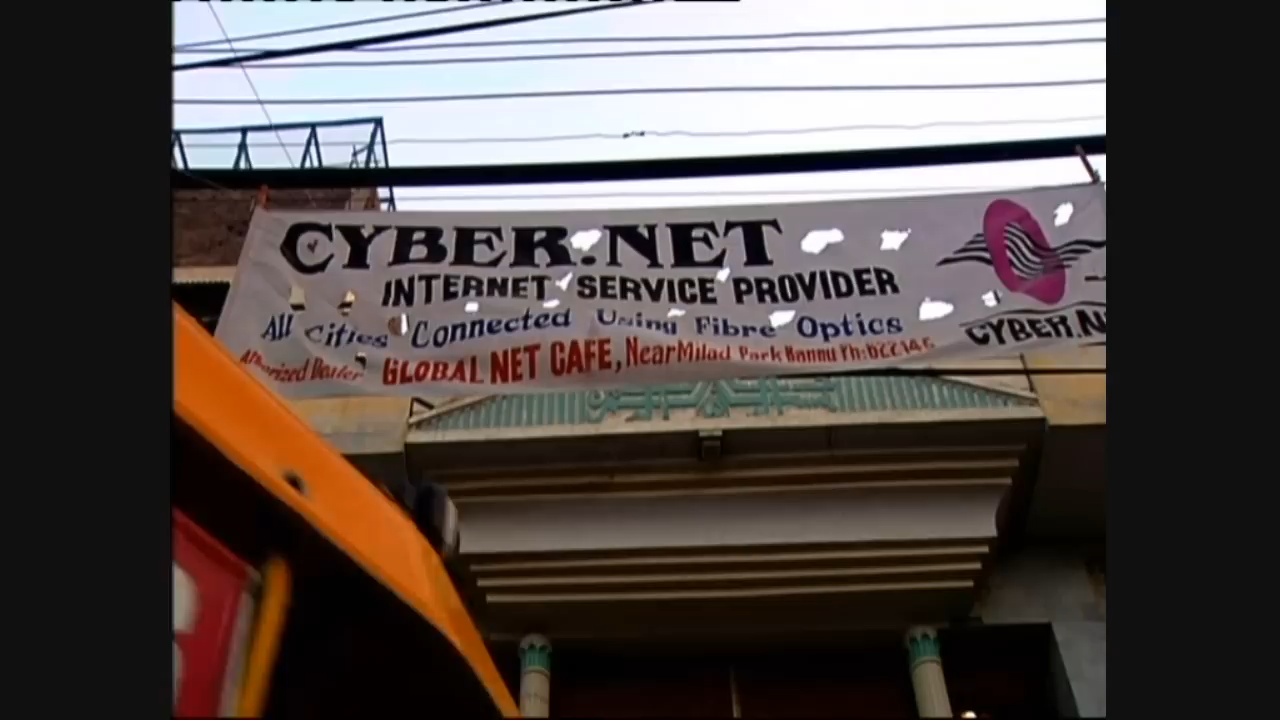 CYBER.NET
INTERNET SERVICE PROVIDER
All Cities Connected Using Fibre Optics
Dealer GLOBAL NET CAFE, Near Milad Park Bannu Ph:
CYBER.N